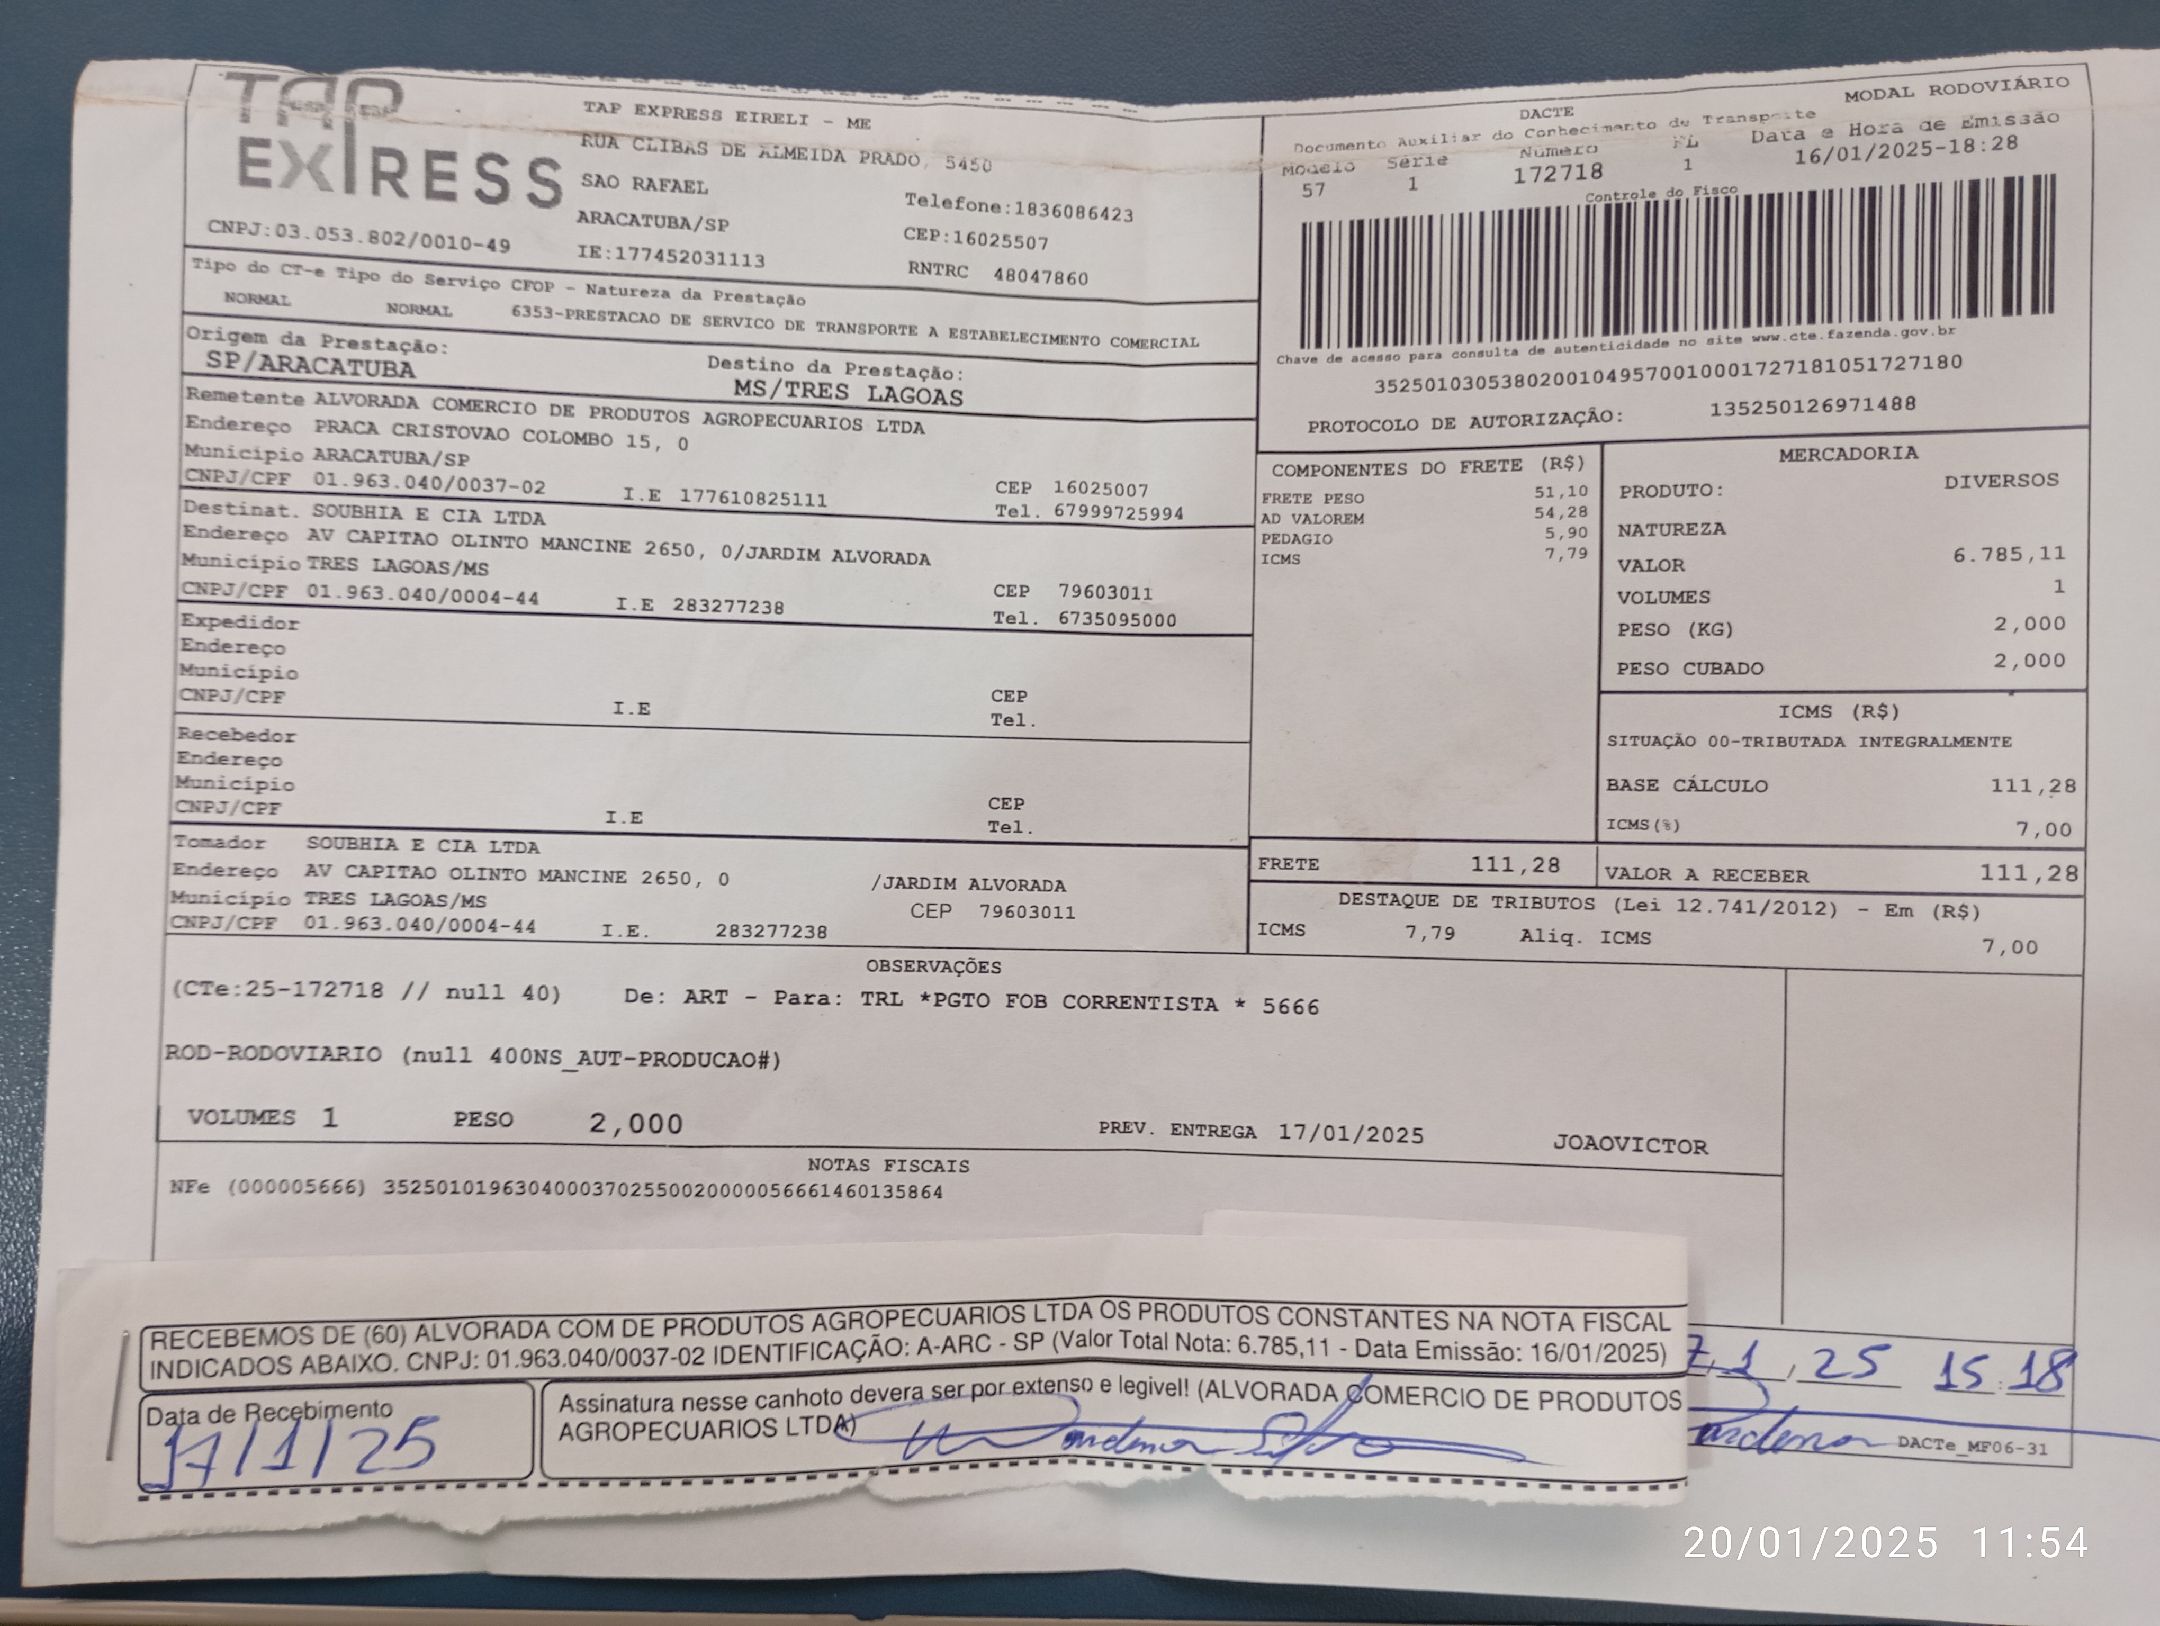 TAP
EXPRESS
TAP EXPRESS EIRELI - ME
RUA CLIBAS DE ALMEIDA PRADO, 5450
SAO RAFAEL
Telefone:1836086423
ARACATUBA/SP
CEP:16025507
CNPJ:03.053.802/0010-49
IE:177452031113
RNTRC 48047860
DACTE
MODAL RODOVIÁRIO
Documento Auxiliar do Conhecimento de Transporte
Modelo Série Número FL Data e Hora de Emissão
57 1 172718 1 16/01/2025-18:28
Controle do Fisco
Chave de acesso para consulta de autenticidade no site www.cte.fazenda.gov.br
35250103053802001049570010001727181051727180
PROTOCOLO DE AUTORIZAÇÃO: 135250126971488
Tipo do CT-e Tipo do Serviço CFOP - Natureza da Prestação
NORMAL NORMAL 6353-PRESTACAO DE SERVICO DE TRANSPORTE A ESTABELECIMENTO COMERCIAL
Origem da Prestação: Destino da Prestação:
SP/ARACATUBA MS/TRES LAGOAS
Remetente ALVORADA COMERCIO DE PRODUTOS AGROPECUARIOS LTDA
Endereço PRACA CRISTOVAO COLOMBO 15, 0
Município ARACATUBA/SP CEP 16025007
CNPJ/CPF 01.963.040/0037-02 I.E 177610825111 Tel. 67999725994
Destinat. SOUBHIA E CIA LTDA
Endereço AV CAPITAO OLINTO MANCINE 2650, 0/JARDIM ALVORADA
Município TRES LAGOAS/MS CEP 79603011
CNPJ/CPF 01.963.040/0004-44 I.E 283277238 Tel. 6735095000
Expedidor
Endereço
Município CEP
CNPJ/CPF I.E Tel.
Recebedor
Endereço
Município CEP
CNPJ/CPF I.E Tel.
Tomador SOUBHIA E CIA LTDA
Endereço AV CAPITAO OLINTO MANCINE 2650, 0 /JARDIM ALVORADA
Município TRES LAGOAS/MS CEP 79603011
CNPJ/CPF 01.963.040/0004-44 I.E. 283277238
COMPONENTES DO FRETE (R$)
FRETE PESO 51,10
AD VALOREM 54,28
PEDAGIO 5,90
ICMS 7,79
MERCADORIA
PRODUTO: DIVERSOS
NATUREZA
VALOR 6.785,11
VOLUMES 1
PESO (KG) 2,000
PESO CUBADO 2,000
ICMS (R$)
SITUAÇÃO 00-TRIBUTADA INTEGRALMENTE
BASE CÁLCULO 111,28
ICMS(%) 7,00
FRETE 111,28 VALOR A RECEBER 111,28
DESTAQUE DE TRIBUTOS (Lei 12.741/2012) - Em (R$)
ICMS 7,79 Aliq. ICMS 7,00
OBSERVAÇÕES
(CTe:25-172718 // null 40) De: ART - Para: TRL *PGTO FOB CORRENTISTA * 5666
ROD-RODOVIARIO (null 400NS_AUT-PRODUCAO#)
VOLUMES 1 PESO 2,000 PREV. ENTREGA 17/01/2025 JOAOVICTOR
NOTAS FISCAIS
NFe (000005666) 35250101963040003702550020000056661460135864
RECEBEMOS DE (60) ALVORADA COM DE PRODUTOS AGROPECUARIOS LTDA OS PRODUTOS CONSTANTES NA NOTA FISCAL
INDICADOS ABAIXO. CNPJ: 01.963.040/0037-02 IDENTIFICAÇÃO: A-ARC - SP (Valor Total Nota: 6.785,11 - Data Emissão: 16/01/2025)
7,1,25 15:18
Data de Recebimento
17/1/25
Assinatura nesse canhoto devera ser por extenso e legivel! (ALVORADA COMERCIO DE PRODUTOS
AGROPECUARIOS LTDA)
DACTe_MF06-31
20/01/2025 11:54